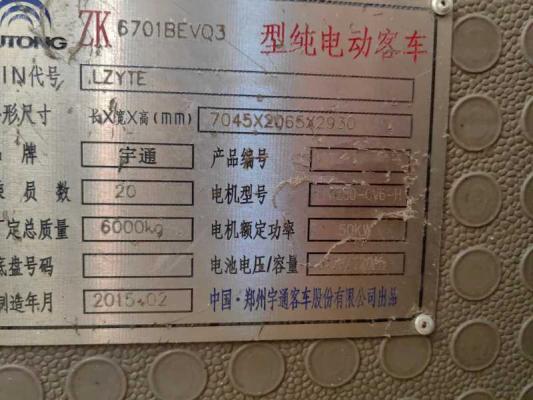 UTONG ZK 6701BEVQ3 型纯电动客车
IN代号 LZYTE
形尺寸 长X宽X高(mm) 7045X2065X2930
品牌 宇通 产品编号
员数 20 电机型号
定总质量 6000kg 电机额定功率 50KW
底盘号码 电池电压/容量
制造年月 2015.02 中国·郑州宇通客车股份有限公司出品